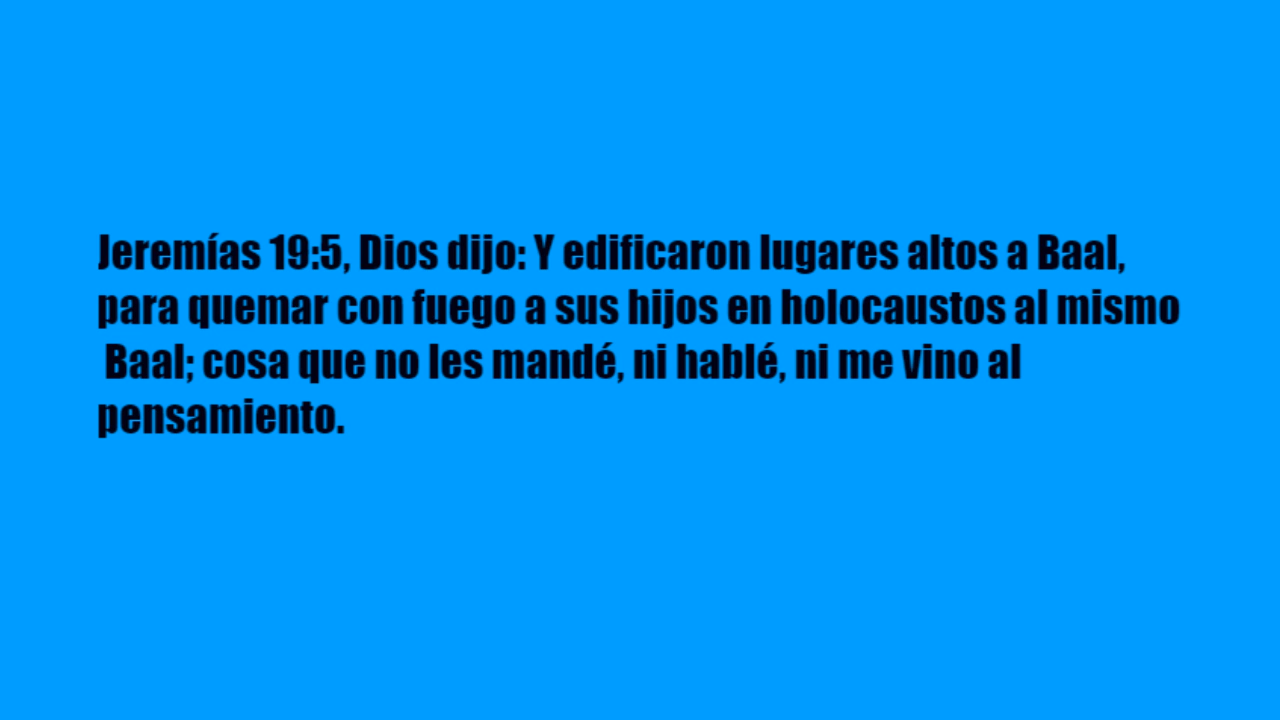 Jeremías 19:5, Dios dijo: Y edificaron lugares altos a Baal,
para quemar con fuego a sus hijos en holocaustos al mismo
Baal; cosa que no les mandé, ni hablé, ni me vino al
pensamiento.